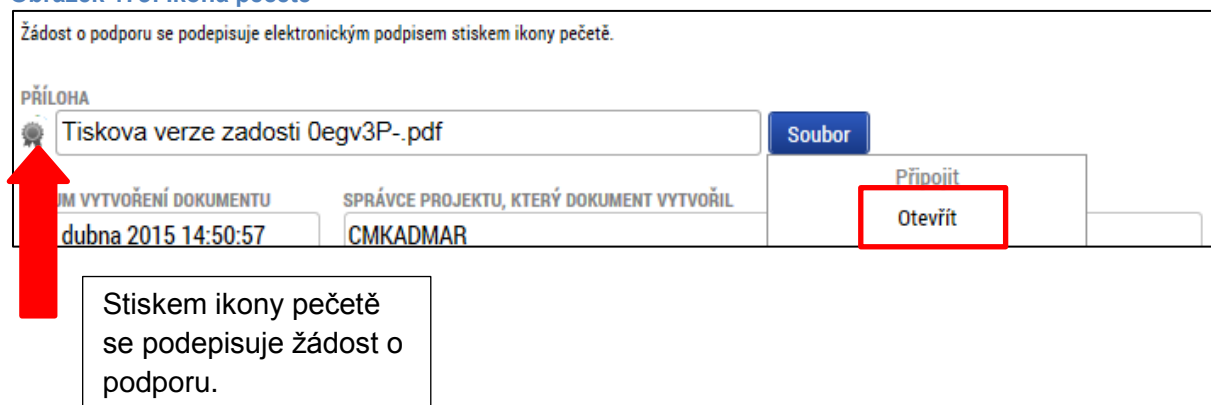 Žádost o podporu se podepisuje elektronickým podpisem stiskem ikony pečetě.
PŘÍLOHA
Tiskova verze zadosti 0egv3P-.pdf
Soubor
Připojit
VYTVOŘENÍ DOKUMENTU
SPRÁVCE PROJEKTU, KTERÝ DOKUMENT VYTVOŘIL
Otevřít
dubna 2015 14:50:57
CMKADMAR
Stiskem ikony pečetě
se podepisuje žádost o
podporu.